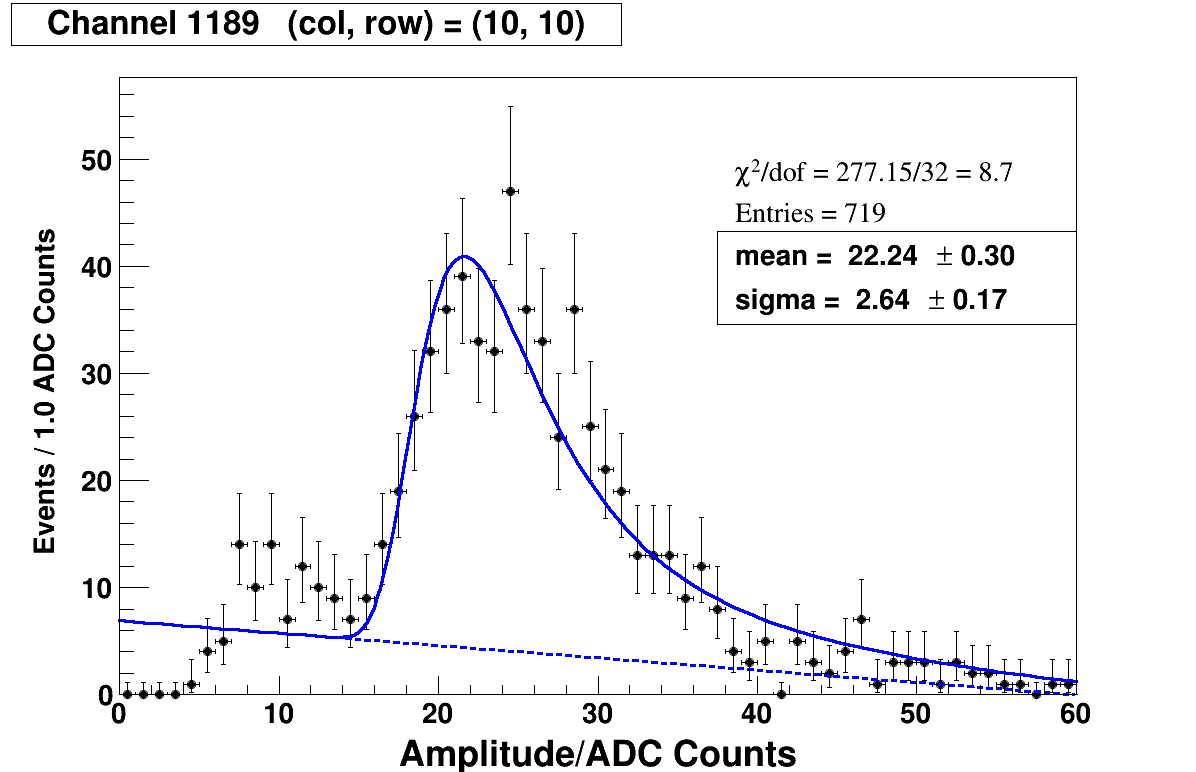 Channel 1189 (col, row) = (10, 10)
χ²/dof = 277.15/32 = 8.7
Entries = 719
mean = 22.24 ± 0.30
sigma = 2.64 ± 0.17
Events / 1.0 ADC Counts
50
40
30
20
10
0
0 10 20 30 40 50 60
Amplitude/ADC Counts